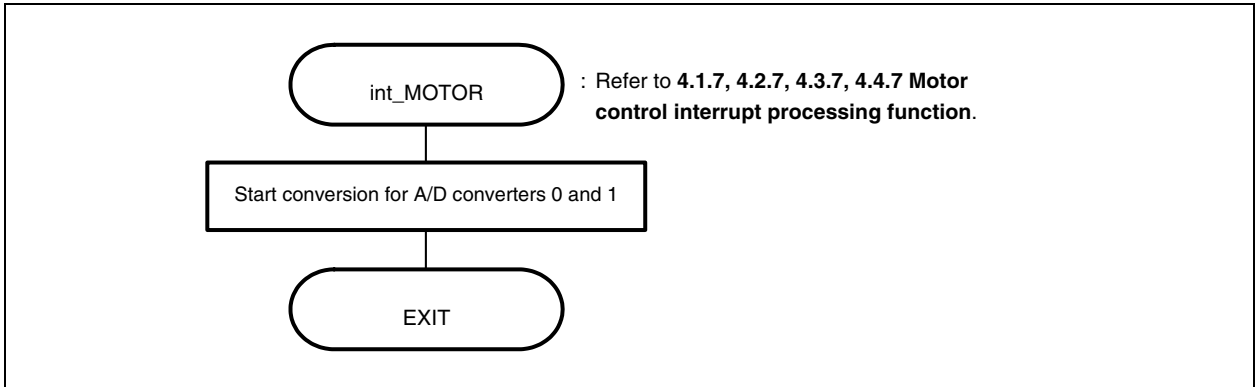 int_MOTOR
: Refer to 4.1.7, 4.2.7, 4.3.7, 4.4.7 Motor
control interrupt processing function.
Start conversion for A/D converters 0 and 1
EXIT